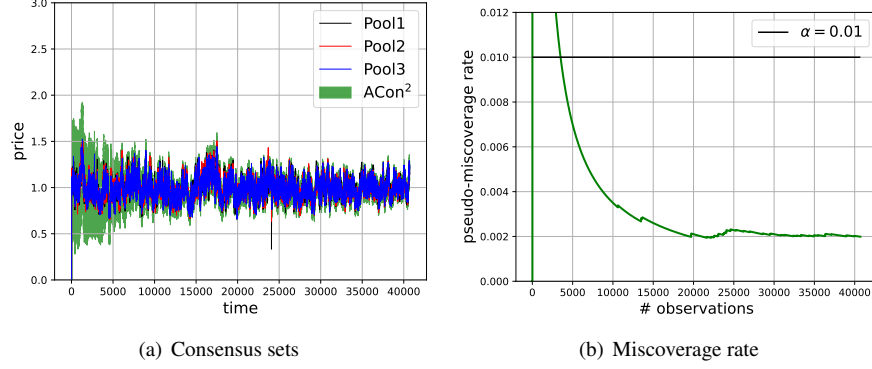 3.0
2.5
2.0
1.5
1.0
0.5
0.0
price
Pool1
Pool2
Pool3
ACon²
0 5000 10000 15000 20000 25000 30000 35000 40000
time
(a) Consensus sets
0.012
0.010
0.008
0.006
0.004
0.002
0.000
pseudo-miscoverage rate
α = 0.01
0 5000 10000 15000 20000 25000 30000 35000 40000
# observations
(b) Miscoverage rate